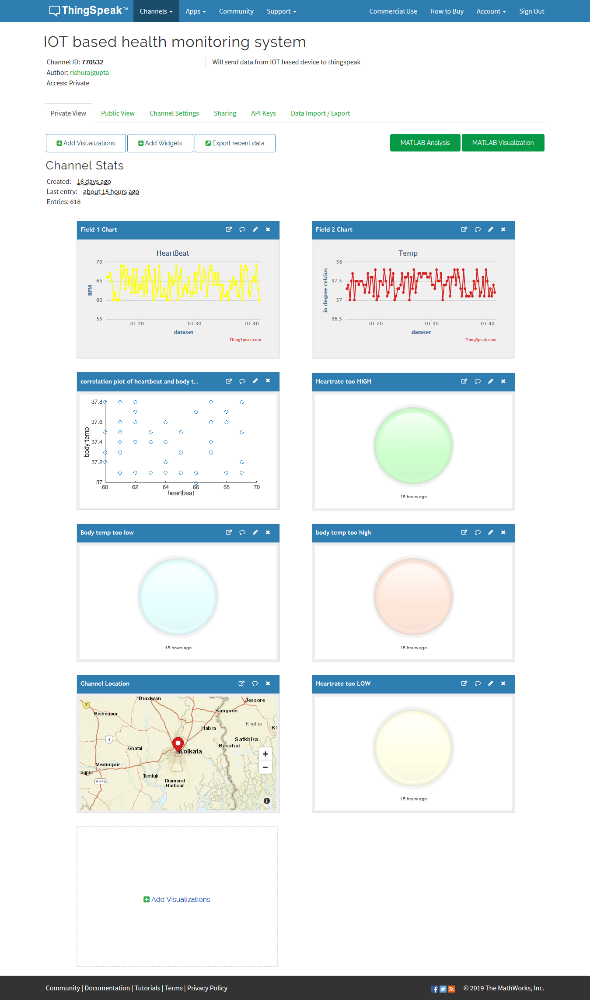 ThingSpeak™ Channels Apps Community Support Commercial Use How to Buy Account Sign Out
IOT based health monitoring system
Channel ID: 770532
Author: rishurajgupta
Access: Private
Will send data from IOT based device to thingspeak
Private View Public View Channel Settings Sharing API Keys Data Import / Export
Add Visualizations Add Widgets Export recent data MATLAB Analysis MATLAB Visualization
Channel Stats
Created: 16 days ago
Last entry: about 15 hours ago
Entries: 618
Field 1 Chart
HeartBeat
BPM
70
65
60
55
01:20 01:30 01:40
dataset
ThingSpeak.com
Field 2 Chart
Temp
in degree celcius
38
37.5
37
36.5
01:20 01:30 01:40
dataset
ThingSpeak.com
correlation plot of heartbeat and body t...
body temp
37.8
37.6
37.4
37.2
37
60 62 64 66 68 70
heartbeat
Heartrate too HIGH
15 hours ago
Body temp too low
15 hours ago
body temp too high
15 hours ago
Channel Location
Burdwan
Jessore
60
Bishnupur
Bangaon
Khulna
Habra
Kl
4
Satkhira
Ghatal
Basirhat
Kolkata
Medinipur
ragpur
Tamluk
AH45
Diamond
Harbour
Heartrate too LOW
15 hours ago
Add Visualizations
Community | Documentation | Tutorials | Terms | Privacy Policy
© 2019 The MathWorks, Inc.